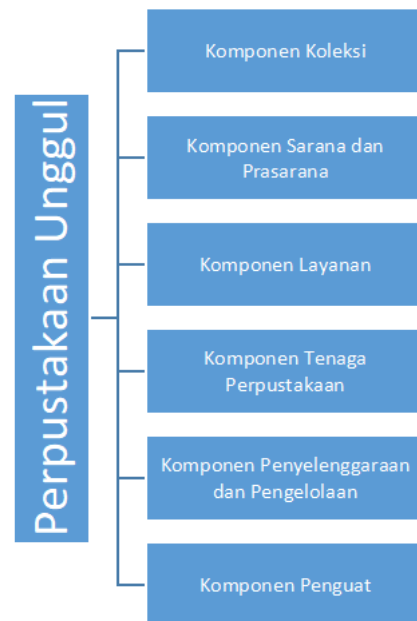 Perpustakaan Unggul
Komponen Koleksi
Komponen Sarana dan
Prasarana
Komponen Layanan
Komponen Tenaga
Perpustakaan
Komponen Penyelenggaraan
dan Pengelolaan
Komponen Penguat